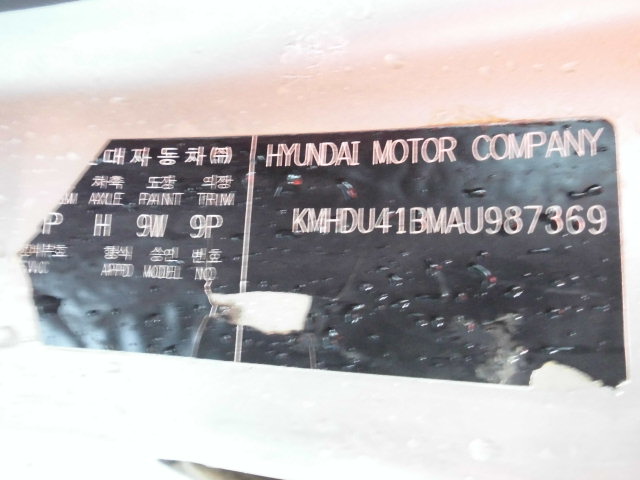 대자동차㈜
차축 도장 의장
AXLE PAINT TRIM
H 9W 9P
형식 승인 번호
APPD MODEL NO
HYUNDAI MOTOR COMPANY
KMHDU41BMAU987369